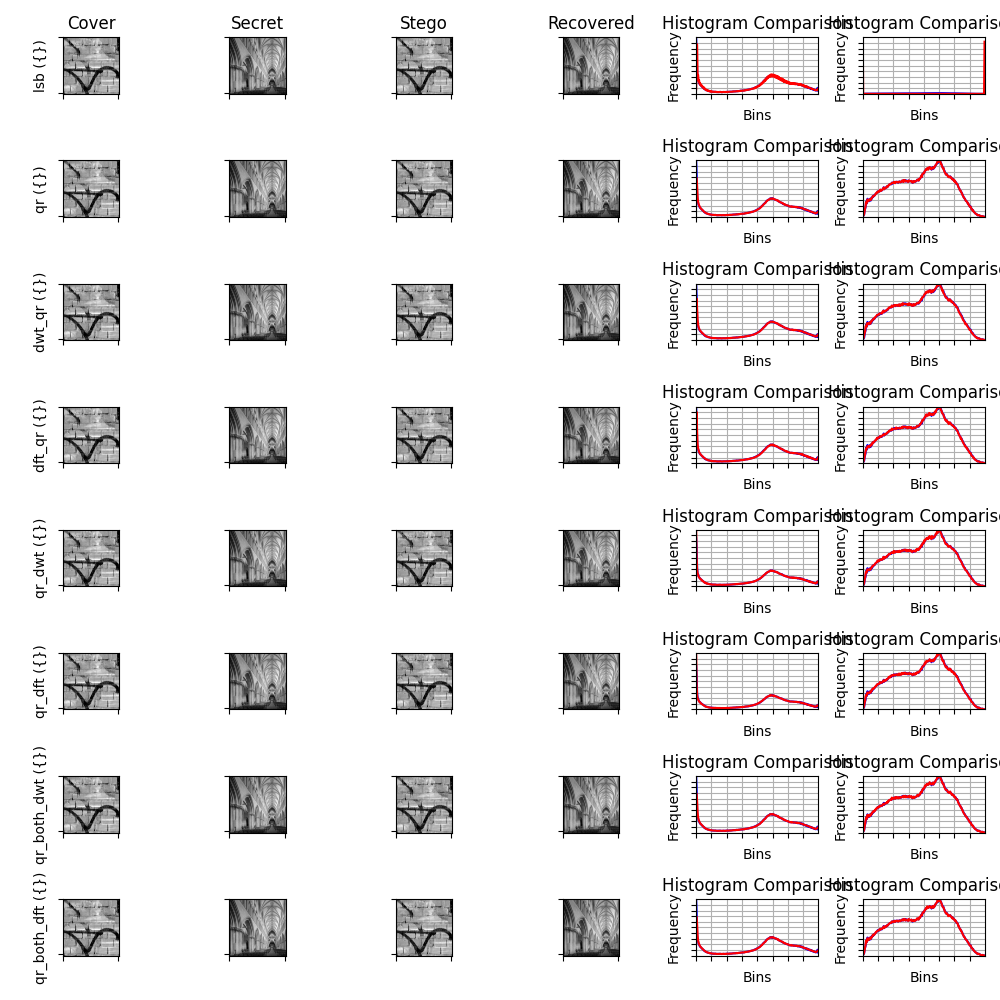 Cover Secret Stego Recovered Histogram Comparison Histogram Comparis
lsb ({}) Frequency Frequency
Bins Bins
Histogram Comparison Histogram Comparis
qr ({}) Frequency Frequency
Bins Bins
Histogram Comparison Histogram Comparis
dwt_qr ({}) Frequency Frequency
Bins Bins
Histogram Comparison Histogram Comparis
dft_qr ({}) Frequency Frequency
Bins Bins
Histogram Comparison Histogram Comparis
qr_dwt ({}) Frequency Frequency
Bins Bins
Histogram Comparison Histogram Comparis
qr_dft ({}) Frequency Frequency
Bins Bins
Histogram Comparison Histogram Comparis
qr_both_dwt ({}) Frequency Frequency
Bins Bins
Histogram Comparison Histogram Comparis
qr_both_dft ({}) Frequency Frequency
Bins Bins